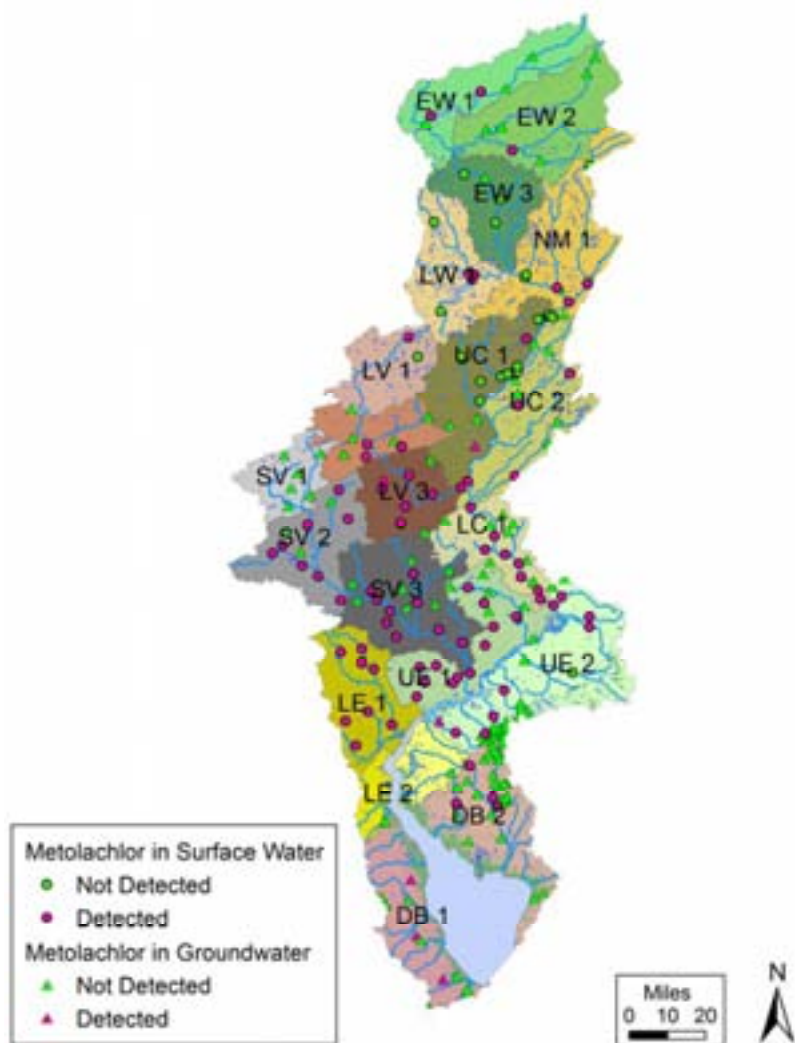 EW 1
EW 2
EW 3
NM 1
LW 1
UC 1
LV 1
UC 2
SV 1
LV 3
LC 1
SV 2
SV 3
UE 2
UE 1
LE 1
LE 2
DB 2
DB 1
Metolachlor in Surface Water
Not Detected
Detected
Metolachlor in Groundwater
Not Detected
Detected
Miles
0 10 20
N